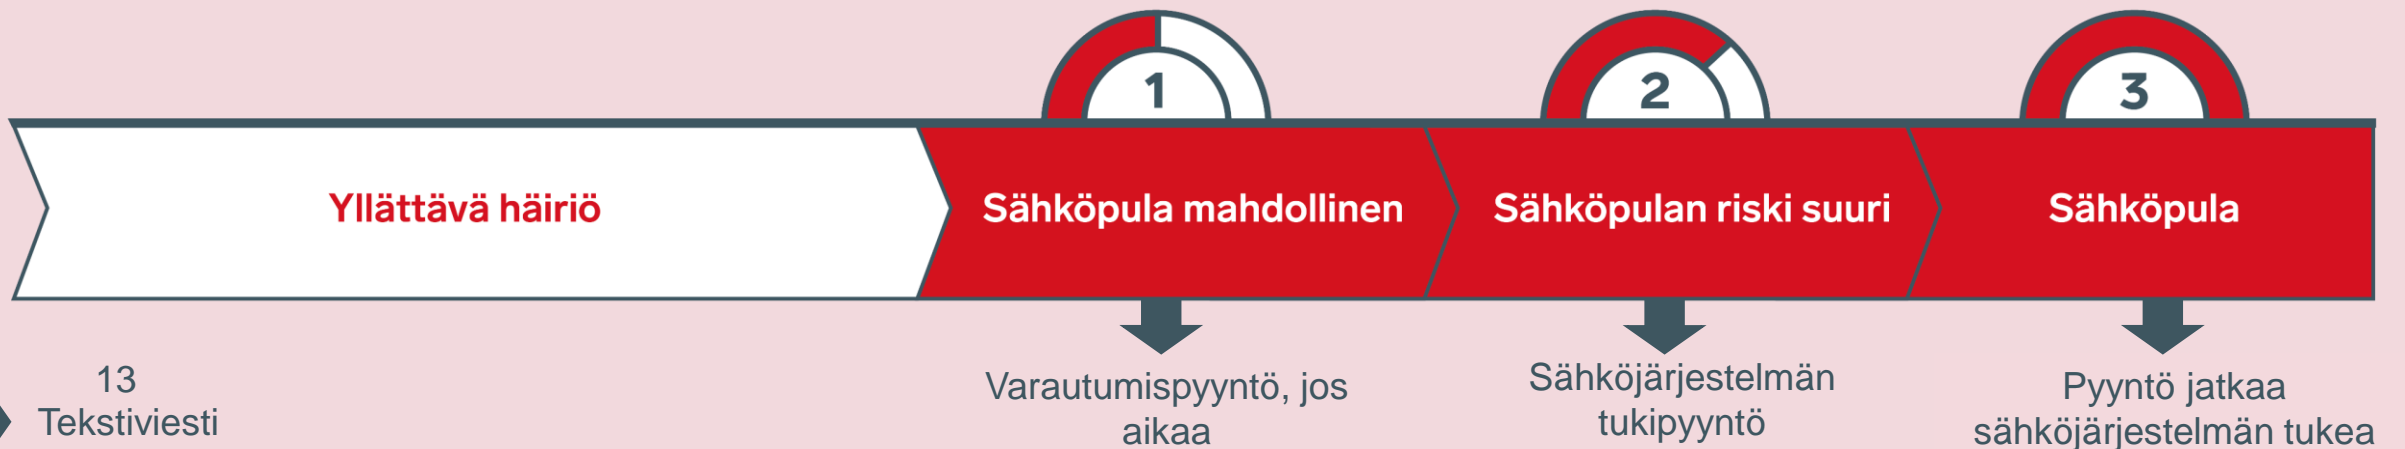 1
2
3
Yllättävä häiriö
Sähköpula mahdollinen
Sähköpulan riski suuri
Sähköpula
13
Tekstiviesti
Varautumispyyntö, jos
aikaa
Sähköjärjestelmän
tukipyyntö
Pyyntö jatkaa
sähköjärjestelmän tukea